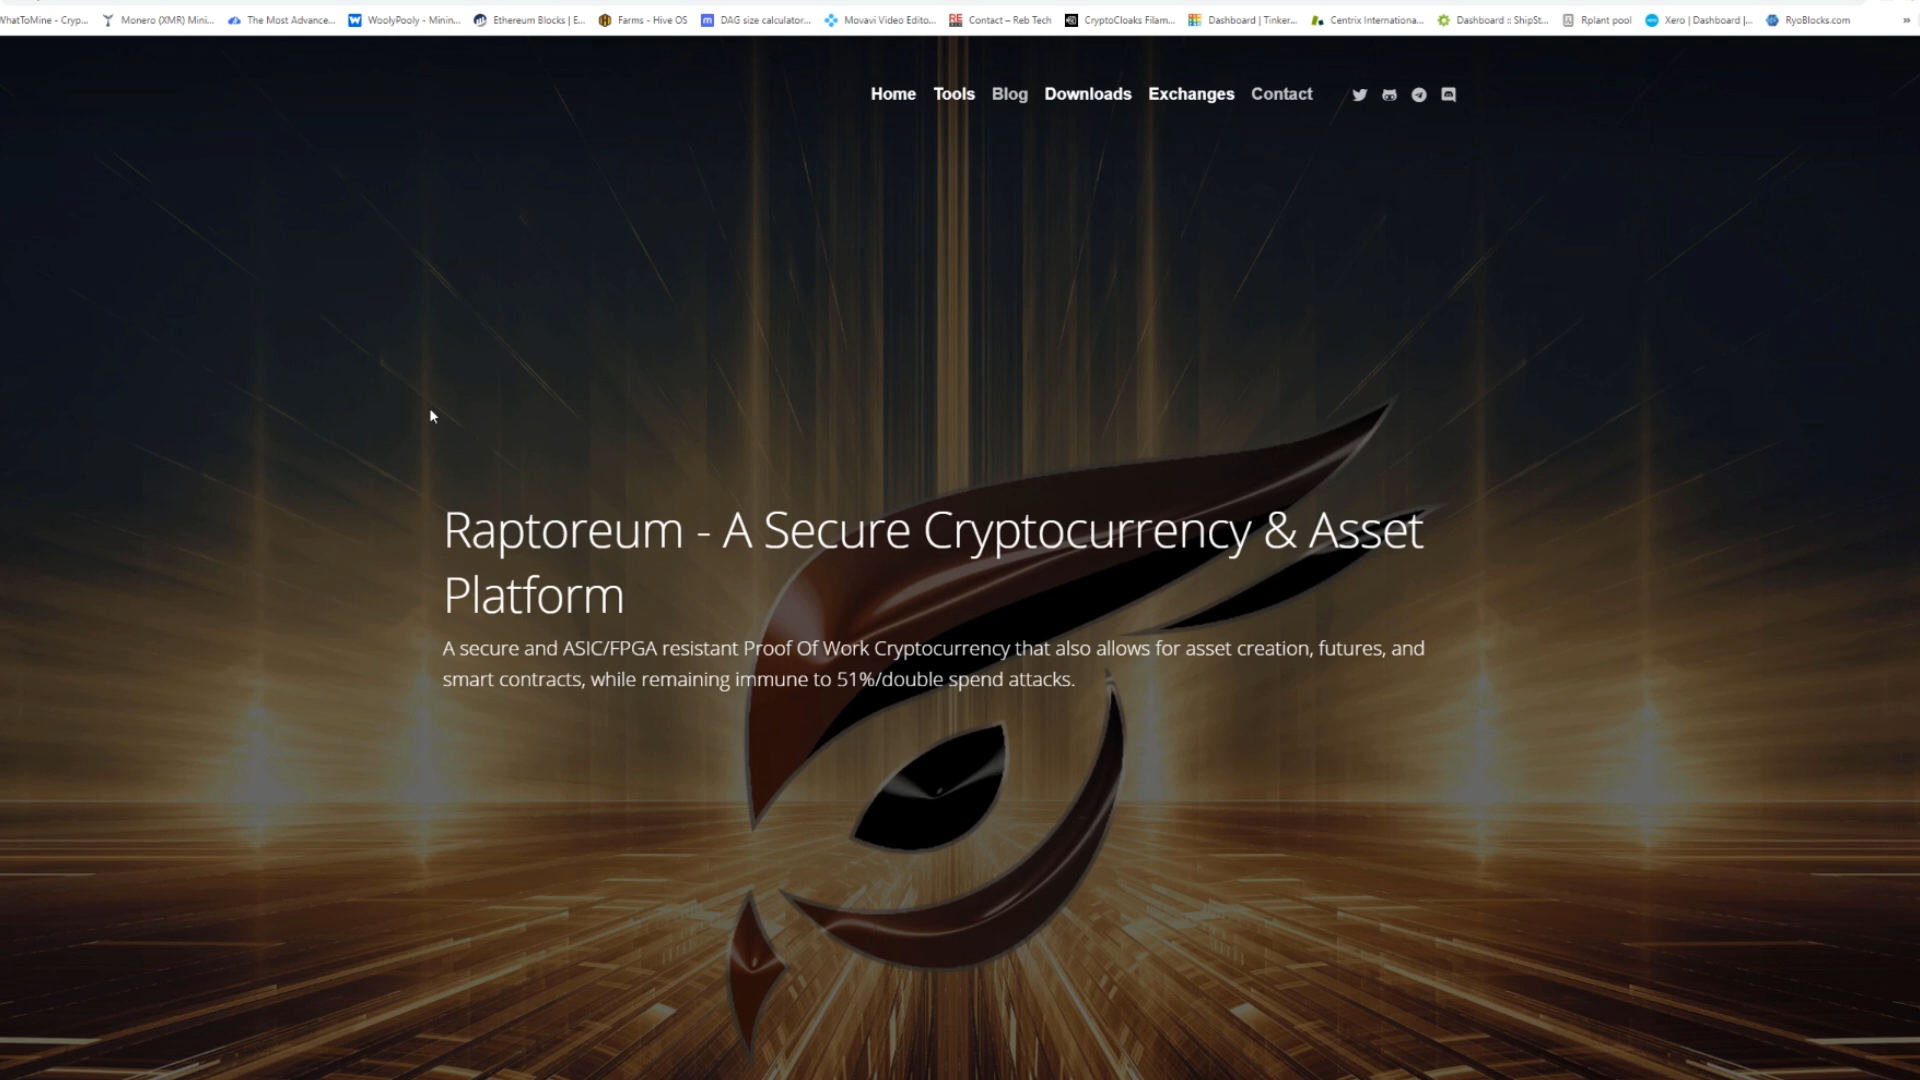 WhatToMine - Cryp... Monero (XMR) Mini... The Most Advance... WoolyPooly - Minin... Ethereum Blocks | E... Farms - Hive OS DAG size calculator... Movavi Video Edito... Contact – Reb Tech CryptoCloaks Filam... Dashboard | Tinker... Centrix Internationa... Dashboard :: ShipSt... Rplant pool Xero | Dashboard |... RyoBlocks.com »
Home Tools Blog Downloads Exchanges Contact
Raptoreum - A Secure Cryptocurrency & Asset
Platform
A secure and ASIC/FPGA resistant Proof Of Work Cryptocurrency that also allows for asset creation, futures, and
smart contracts, while remaining immune to 51%/double spend attacks.